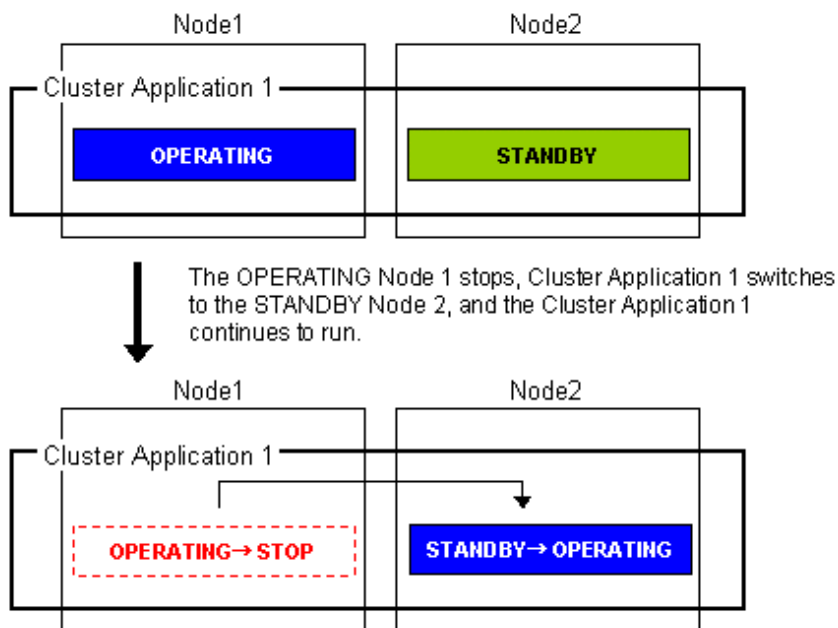 Node1
Node2
Cluster Application 1
OPERATING
STANDBY
The OPERATING Node 1 stops, Cluster Application 1 switches
to the STANDBY Node 2, and the Cluster Application 1
continues to run.
Node1
Node2
Cluster Application 1
OPERATING→STOP
STANDBY→OPERATING